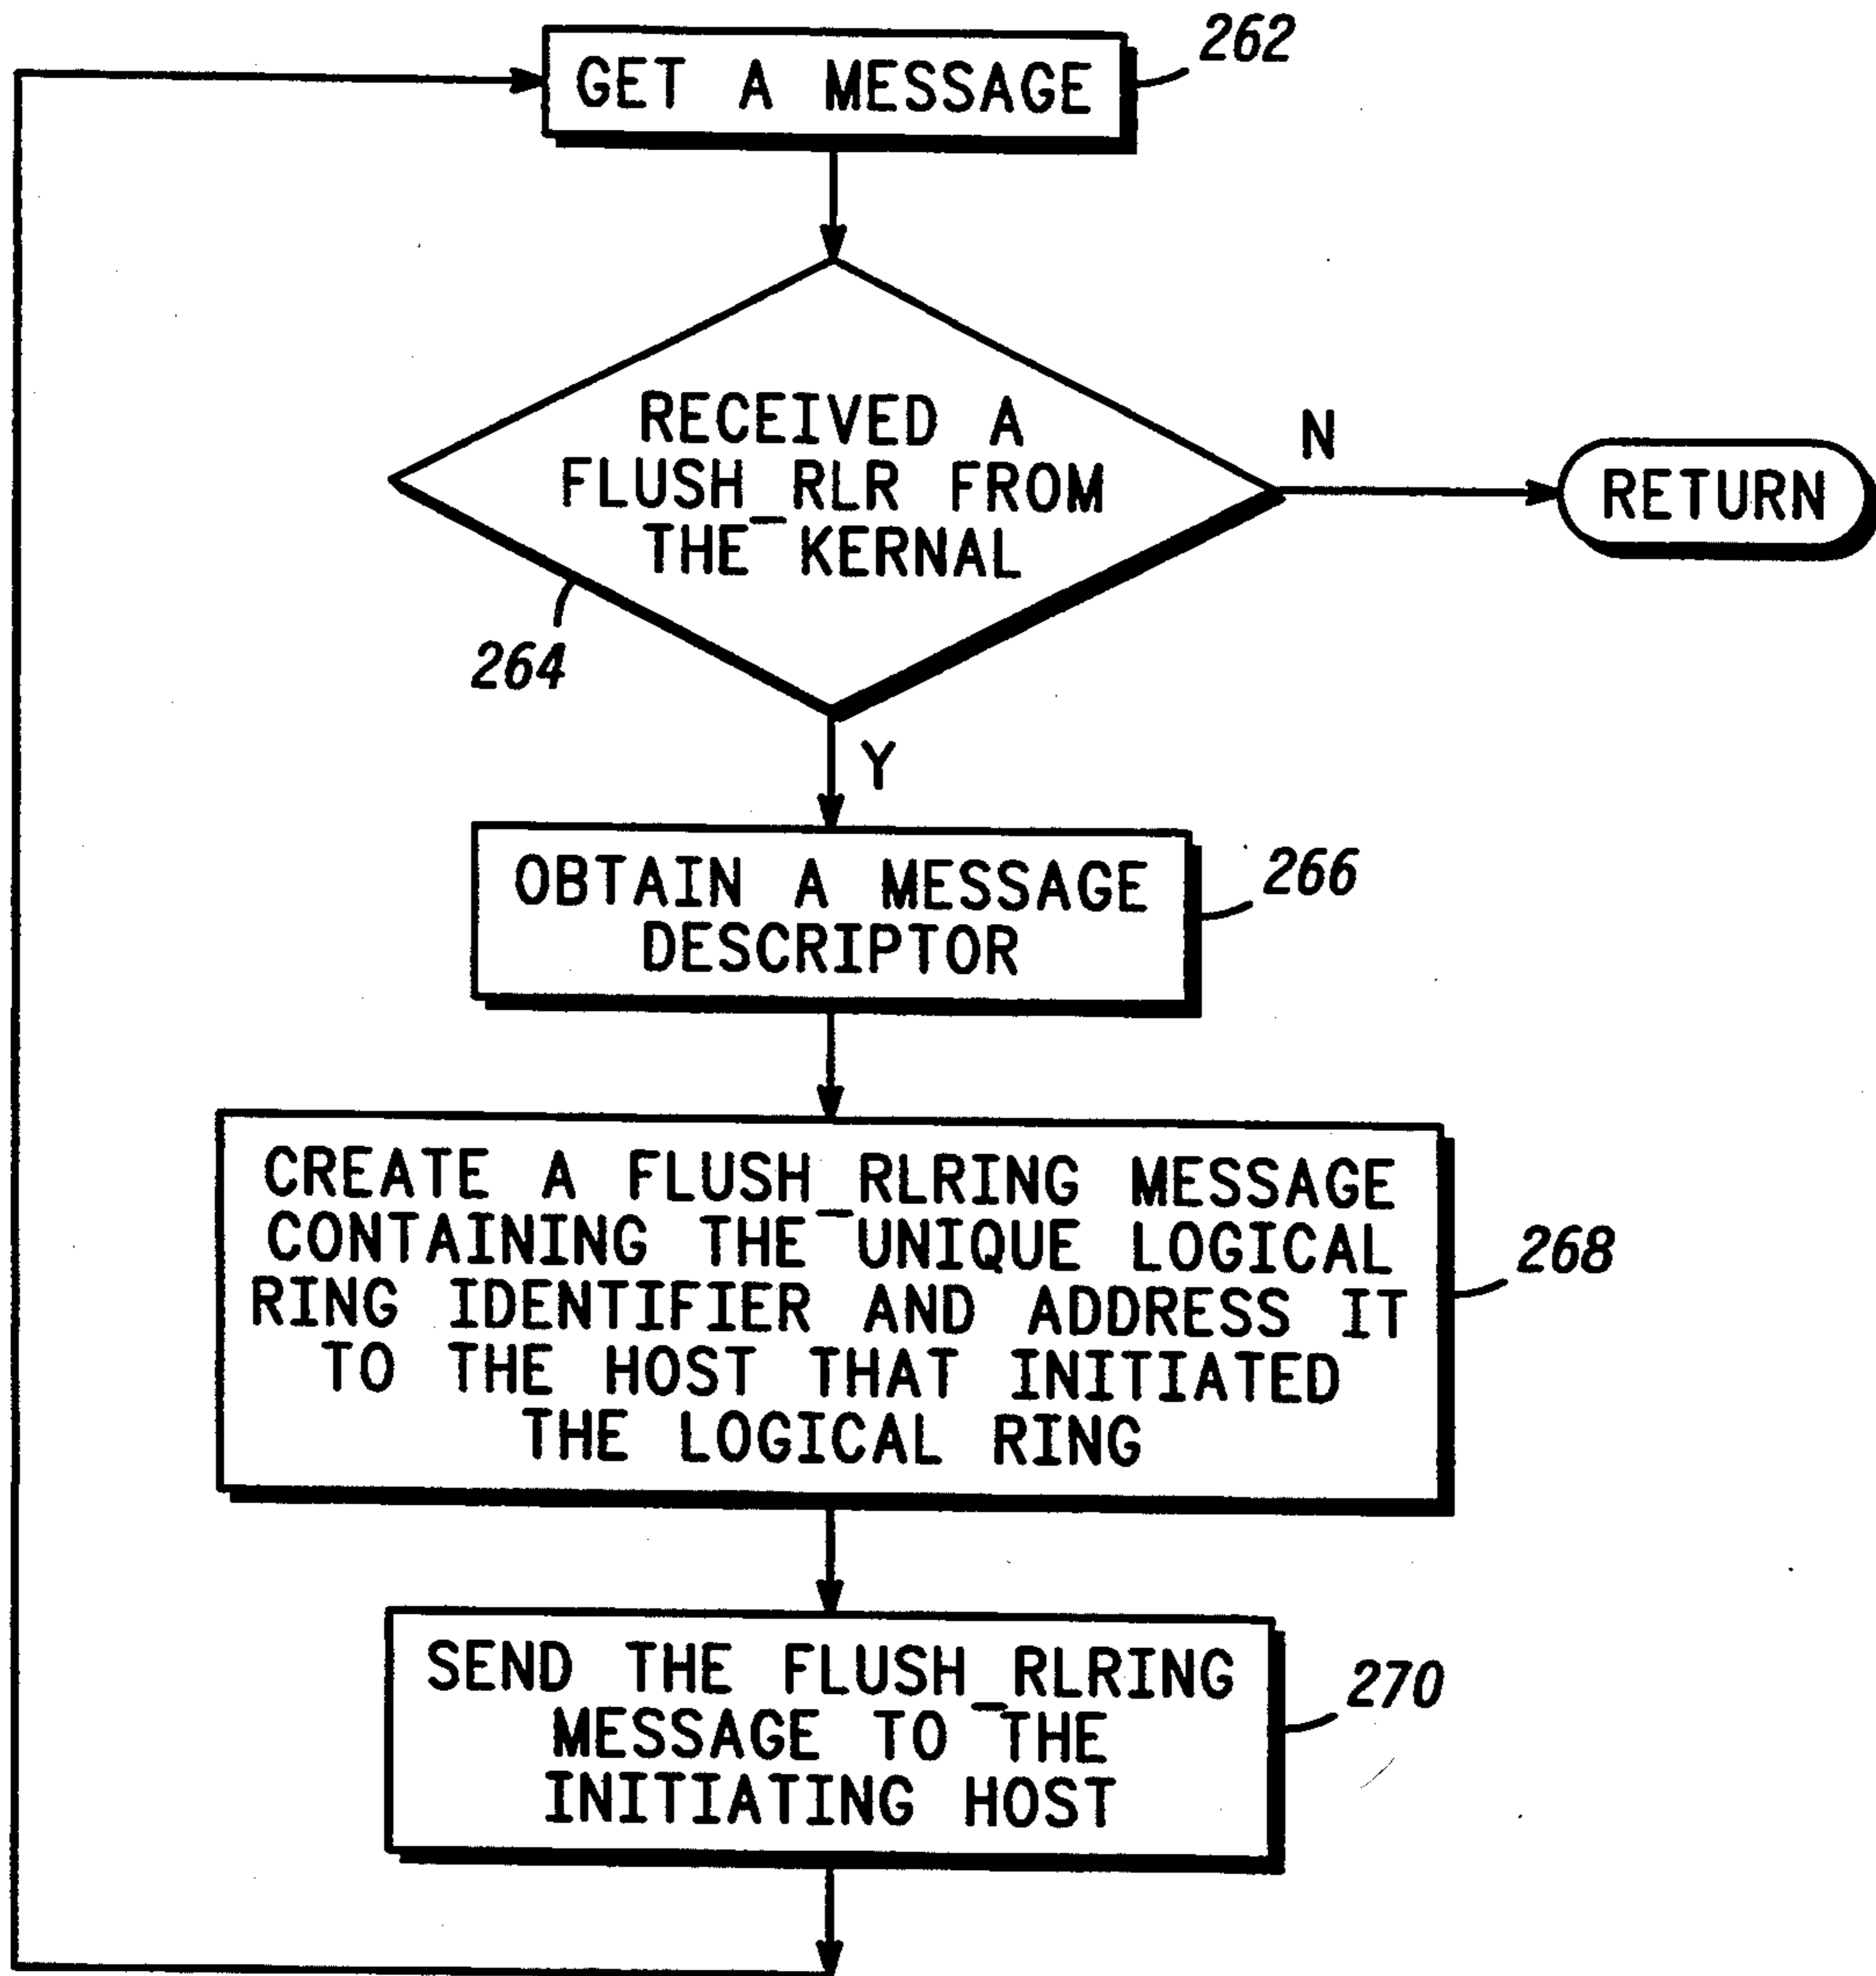 GET A MESSAGE
262
RECEIVED A
FLUSH_RLR FROM
THE KERNAL
N
RETURN
264
Y
OBTAIN A MESSAGE
DESCRIPTOR
266
CREATE A FLUSH_RLRING MESSAGE
CONTAINING THE UNIQUE LOGICAL
RING IDENTIFIER AND ADDRESS IT
TO THE HOST THAT INITIATED
THE LOGICAL RING
268
SEND THE FLUSH_RLRING
MESSAGE TO THE
INITIATING HOST
270